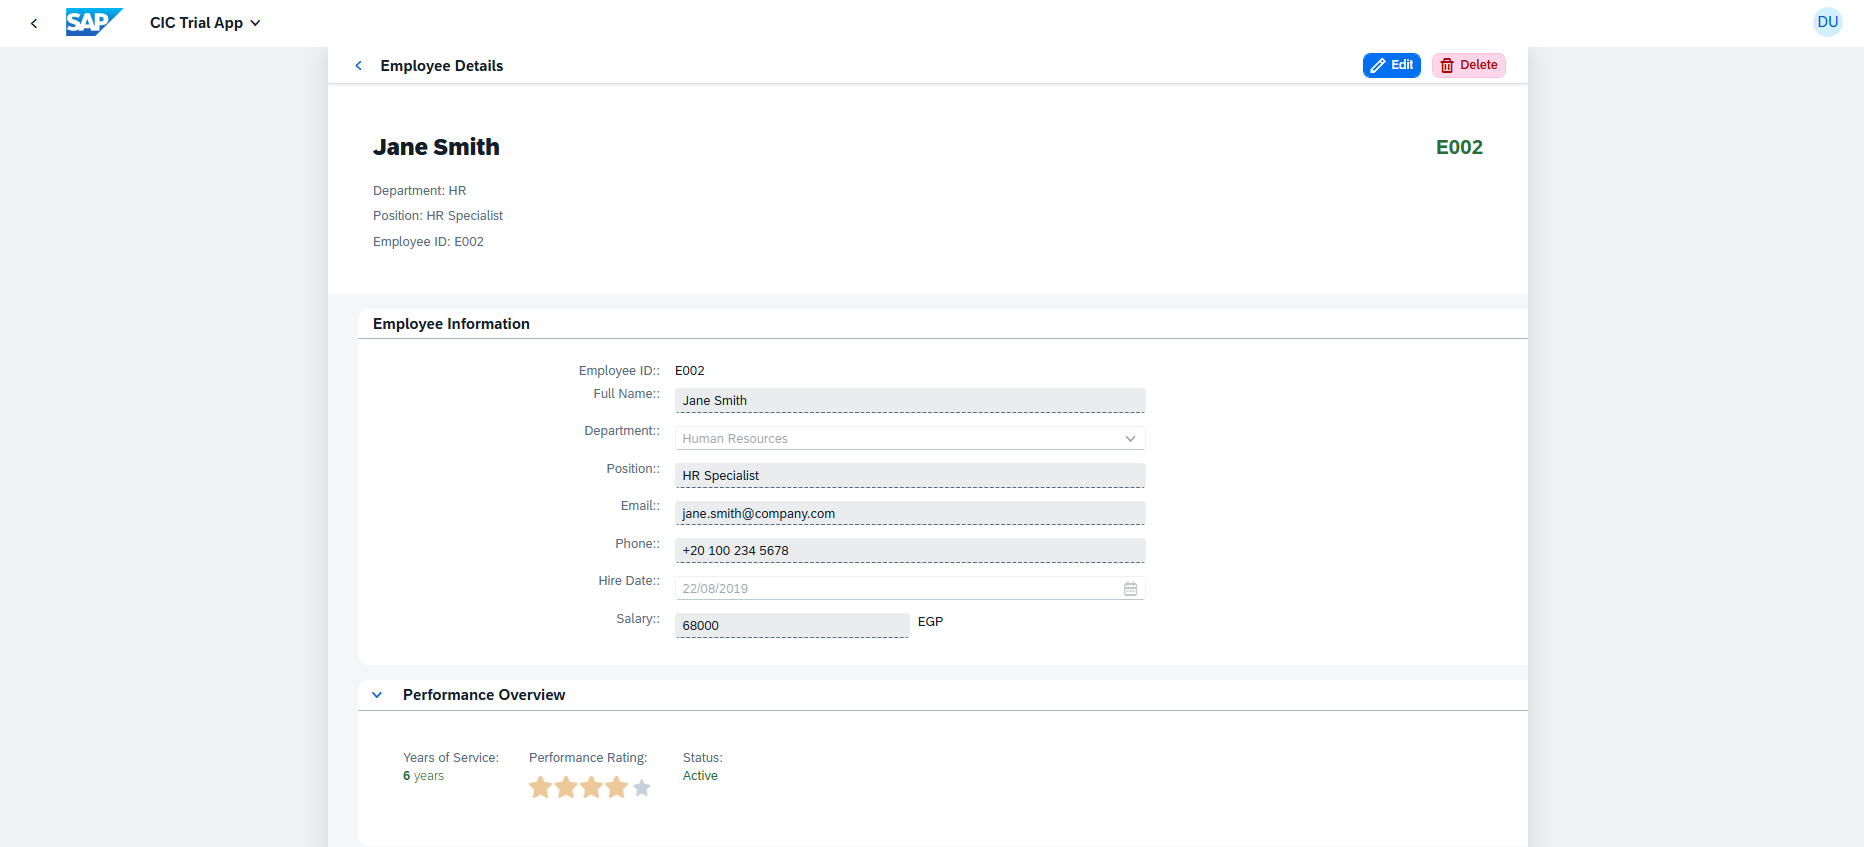 SAP
CIC Trial App
DU
Employee Details
Edit
Delete
Jane Smith
E002
Department: HR
Position: HR Specialist
Employee ID: E002
Employee Information
Employee ID:: E002
Full Name:: Jane Smith
Department:: Human Resources
Position:: HR Specialist
Email:: jane.smith@company.com
Phone:: +20 100 234 5678
Hire Date:: 22/08/2019
Salary:: 68000 EGP
Performance Overview
Years of Service: Performance Rating: Status:
6 years Active